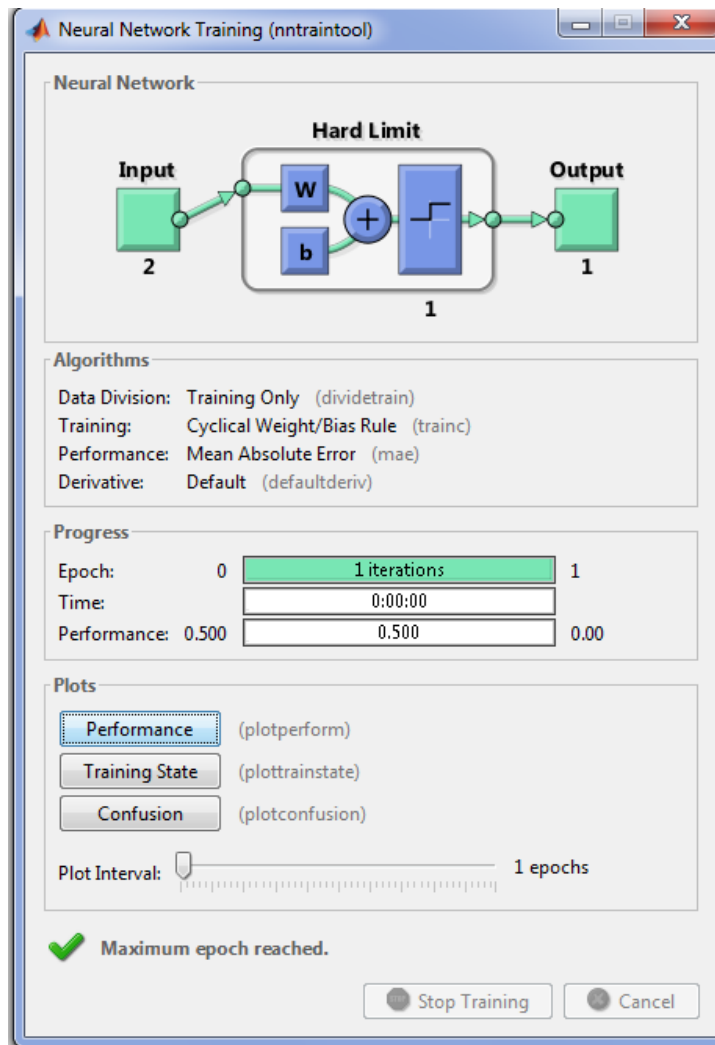 Neural Network Training (nntraintool)
Neural Network
Hard Limit
Input
W
b
+
Output
2
1
1
Algorithms
Data Division: Training Only (dividetrain)
Training: Cyclical Weight/Bias Rule (trainc)
Performance: Mean Absolute Error (mae)
Derivative: Default (defaultderiv)
Progress
Epoch: 0 1 iterations 1
Time: 0:00:00
Performance: 0.500 0.500 0.00
Plots
Performance (plotperform)
Training State (plottrainstate)
Confusion (plotconfusion)
Plot Interval: 1 epochs
Maximum epoch reached.
Stop Training Cancel